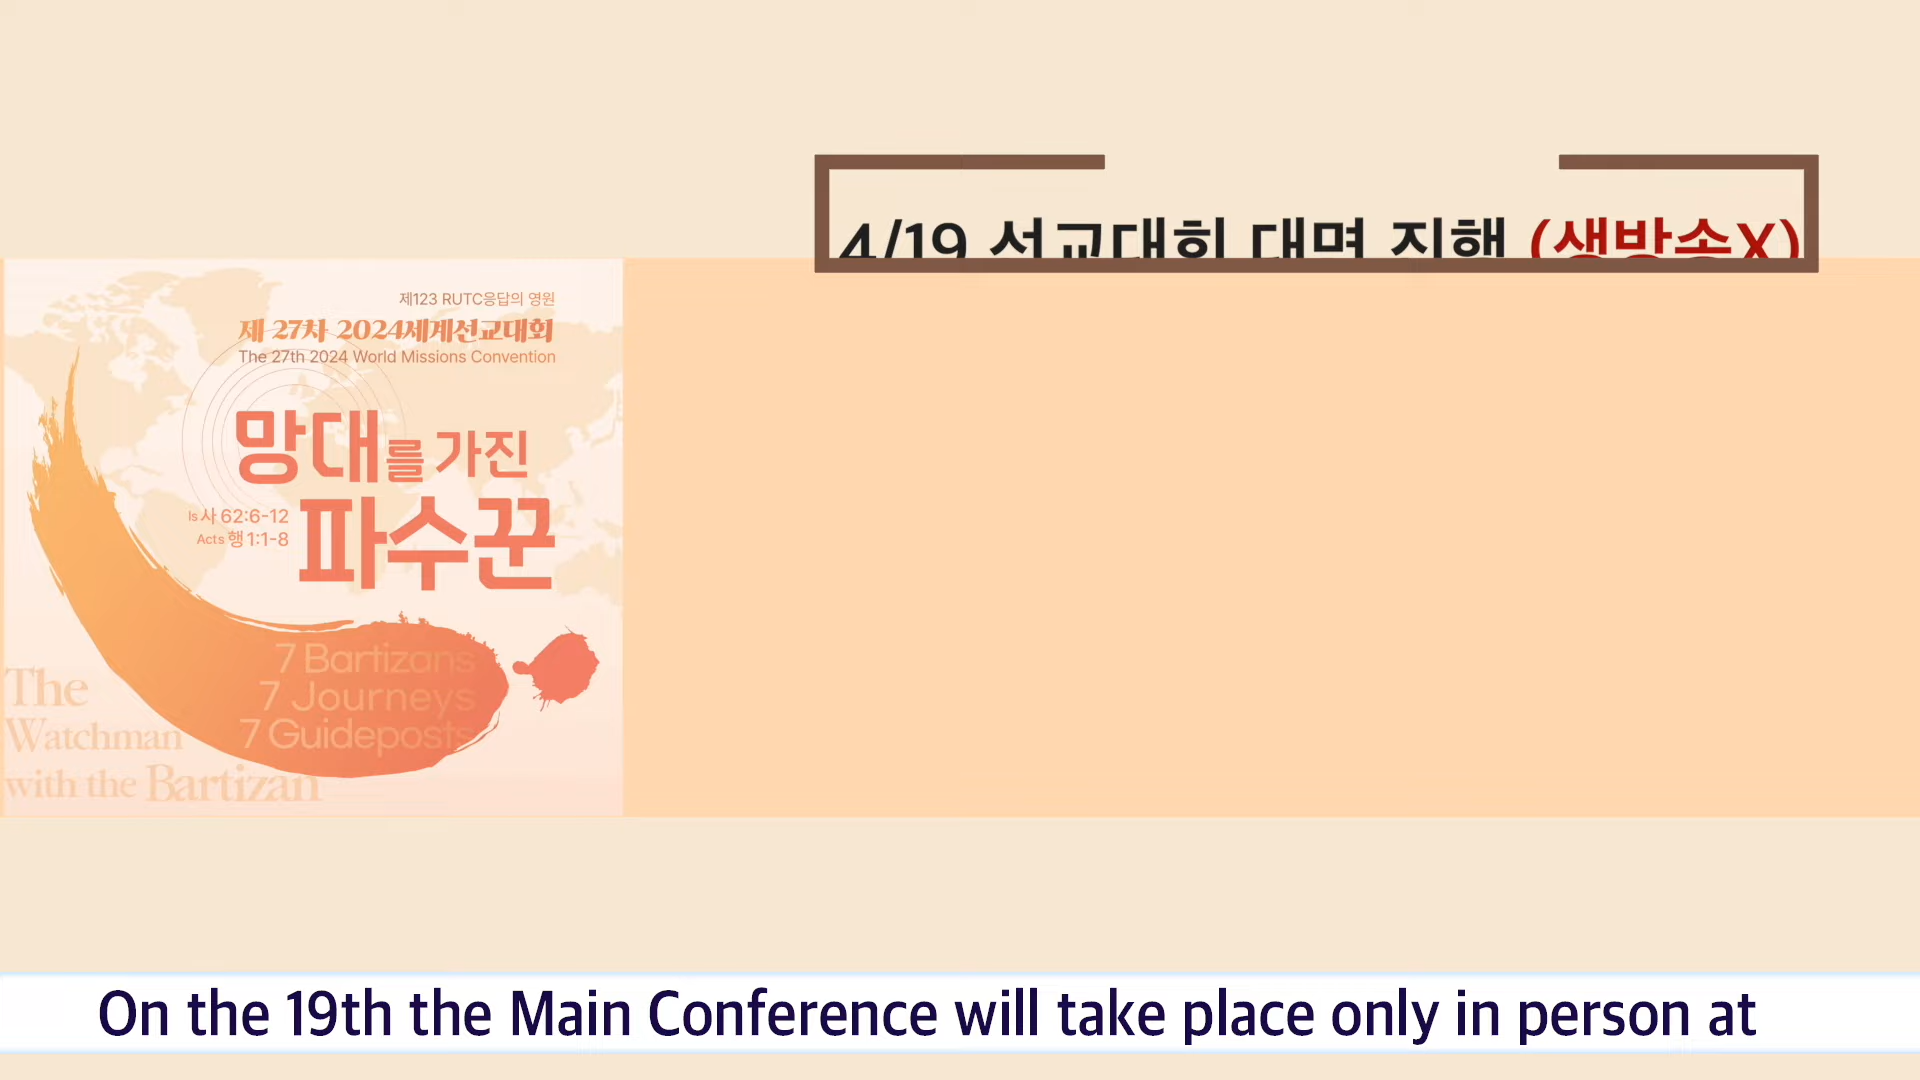 4/19 선교대회 대면 진행 (생방송X)
제123 RUTC응답의 영원
제 27차 2024세계선교대회
The 27th 2024 World Missions Convention
망대를 가진
파수꾼
Is 사 62:6-12
Acts 행 1:1-8
7 Bartizans
7 Journeys
7 Guideposts
The
Watchman
with the Bartizan
On the 19th the Main Conference will take place only in person at